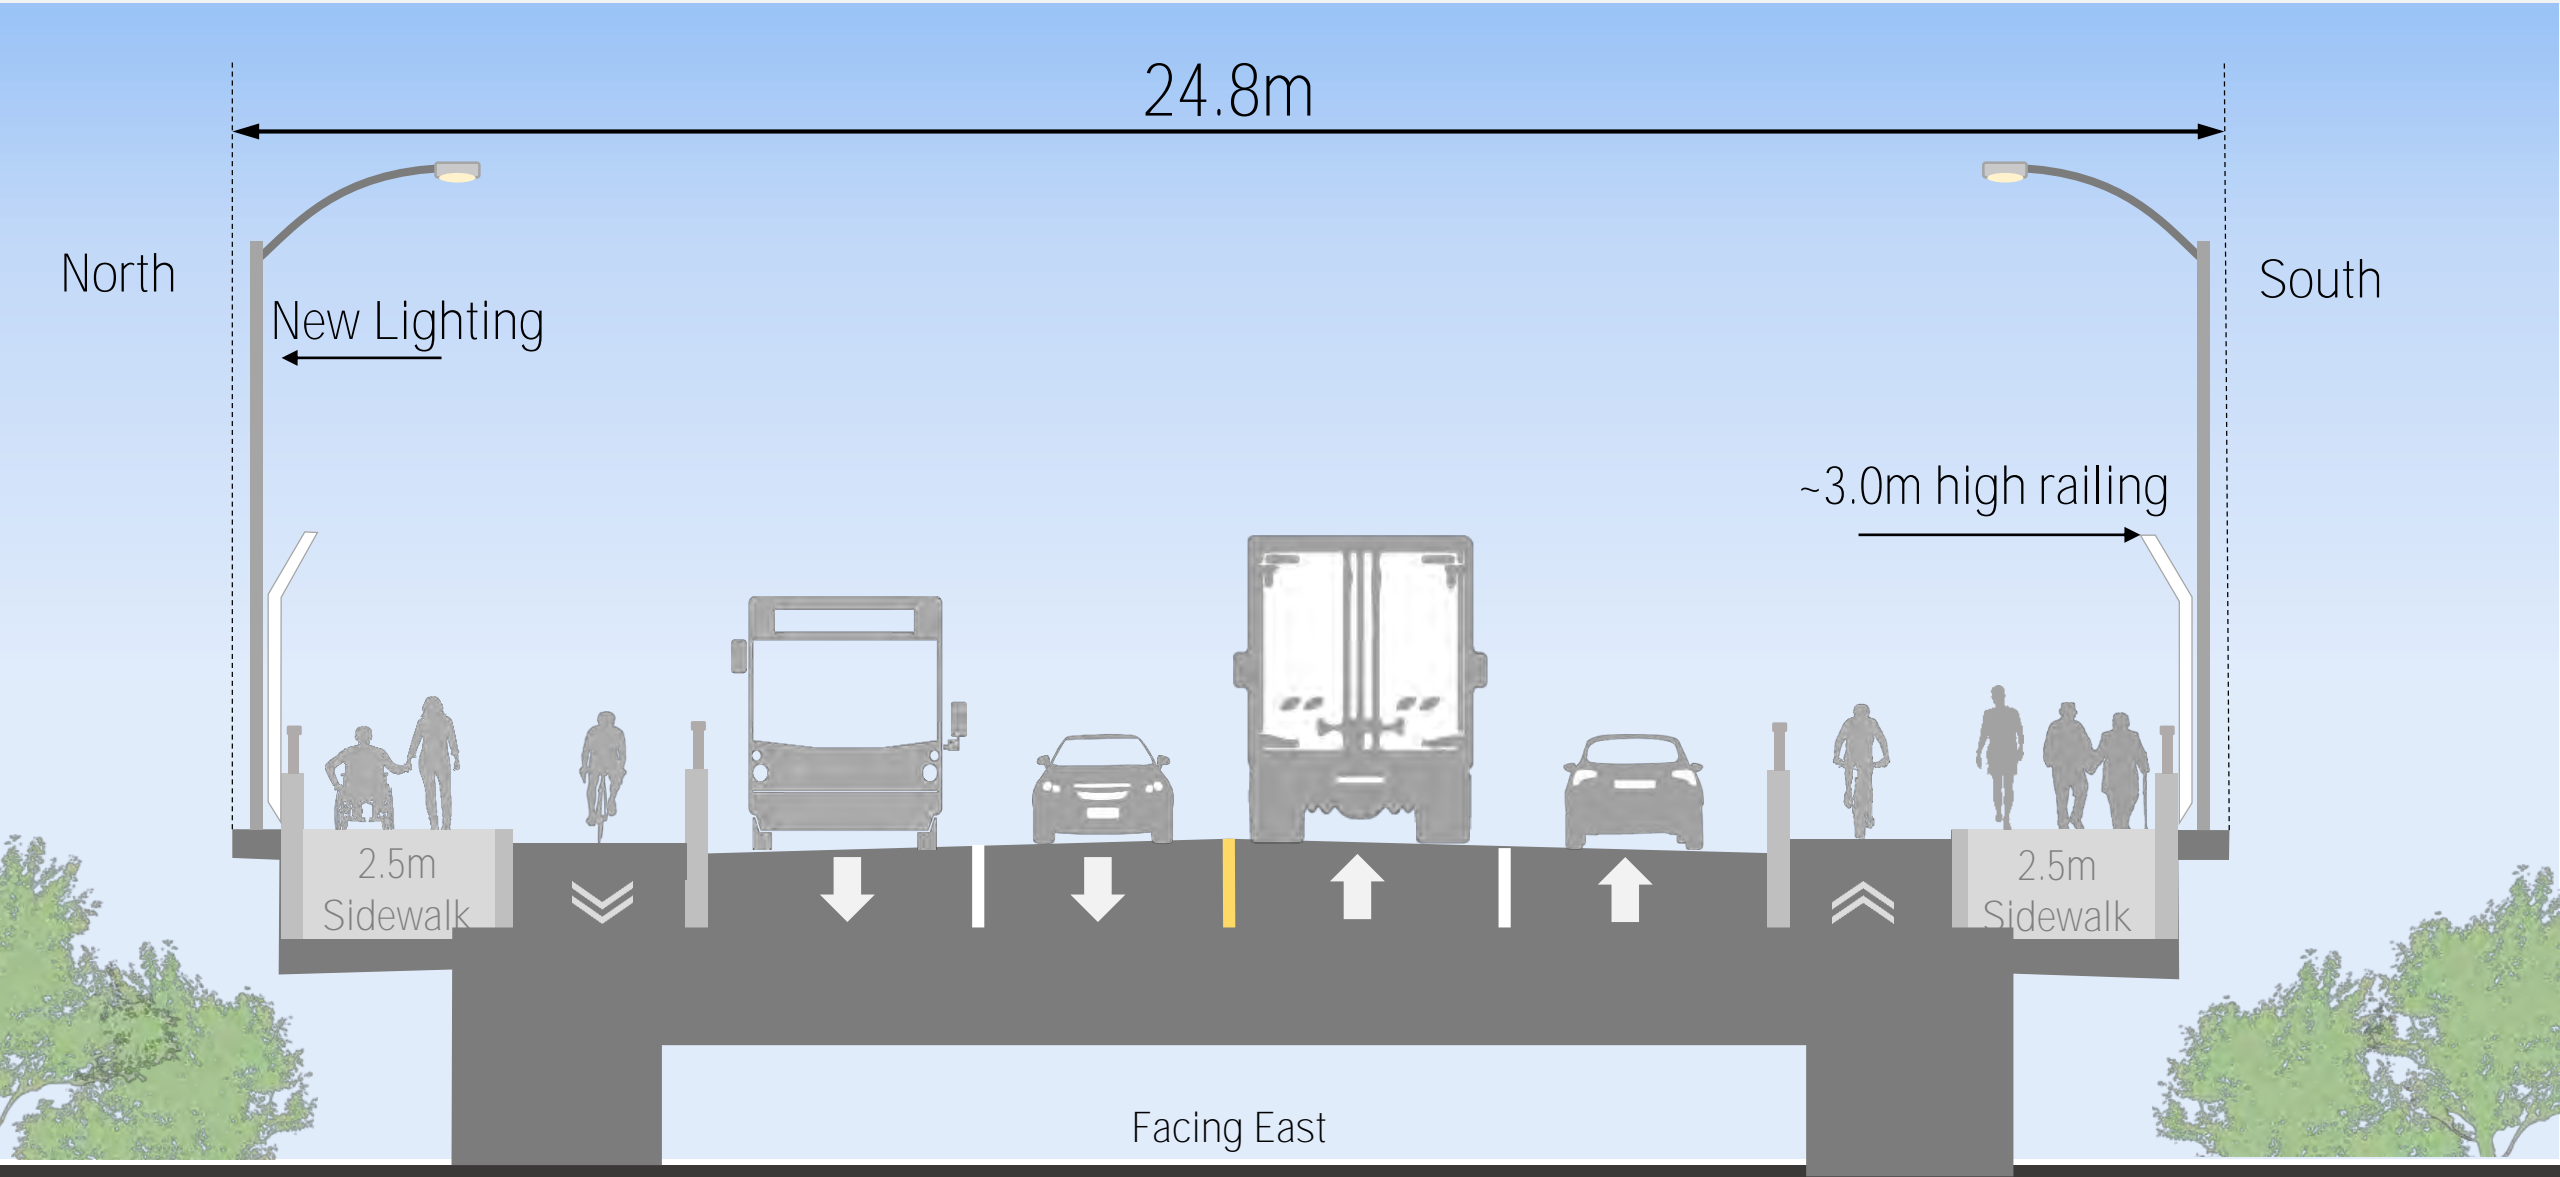 24.8m
North
South
New Lighting
~3.0m high railing
2.5m
Sidewalk
2.5m
Sidewalk
Facing East